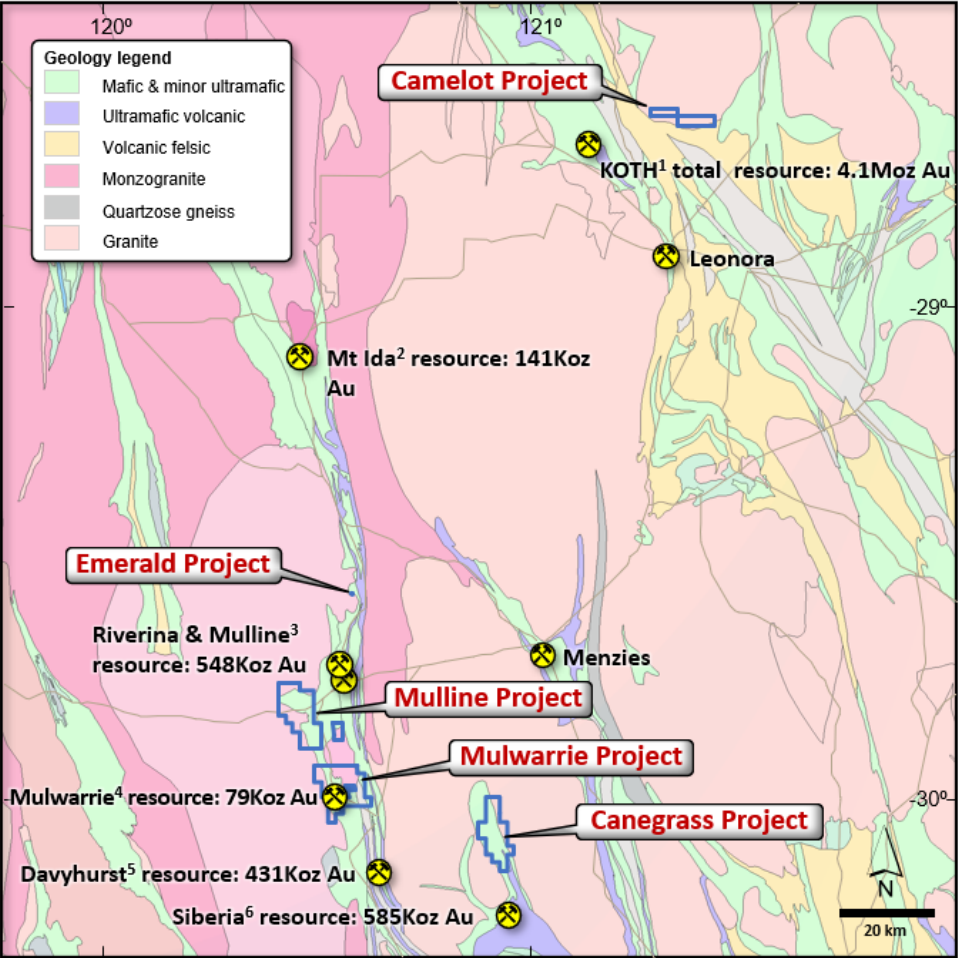 120º
121º
Geology legend
Mafic & minor ultramafic
Ultramafic volcanic
Volcanic felsic
Monzogranite
Quartzose gneiss
Granite
Camelot Project
KOTH¹ total resource: 4.1Moz Au
Leonora
-29º
Mt Ida² resource: 141Koz
Au
Emerald Project
Riverina & Mulline³
resource: 548Koz Au
Menzies
Mulline Project
Mulwarrie Project
Mulwarrie⁴ resource: 79Koz Au
-30º
Canegrass Project
Davyhurst⁵ resource: 431Koz Au
Siberia⁶ resource: 585Koz Au
N
20 km